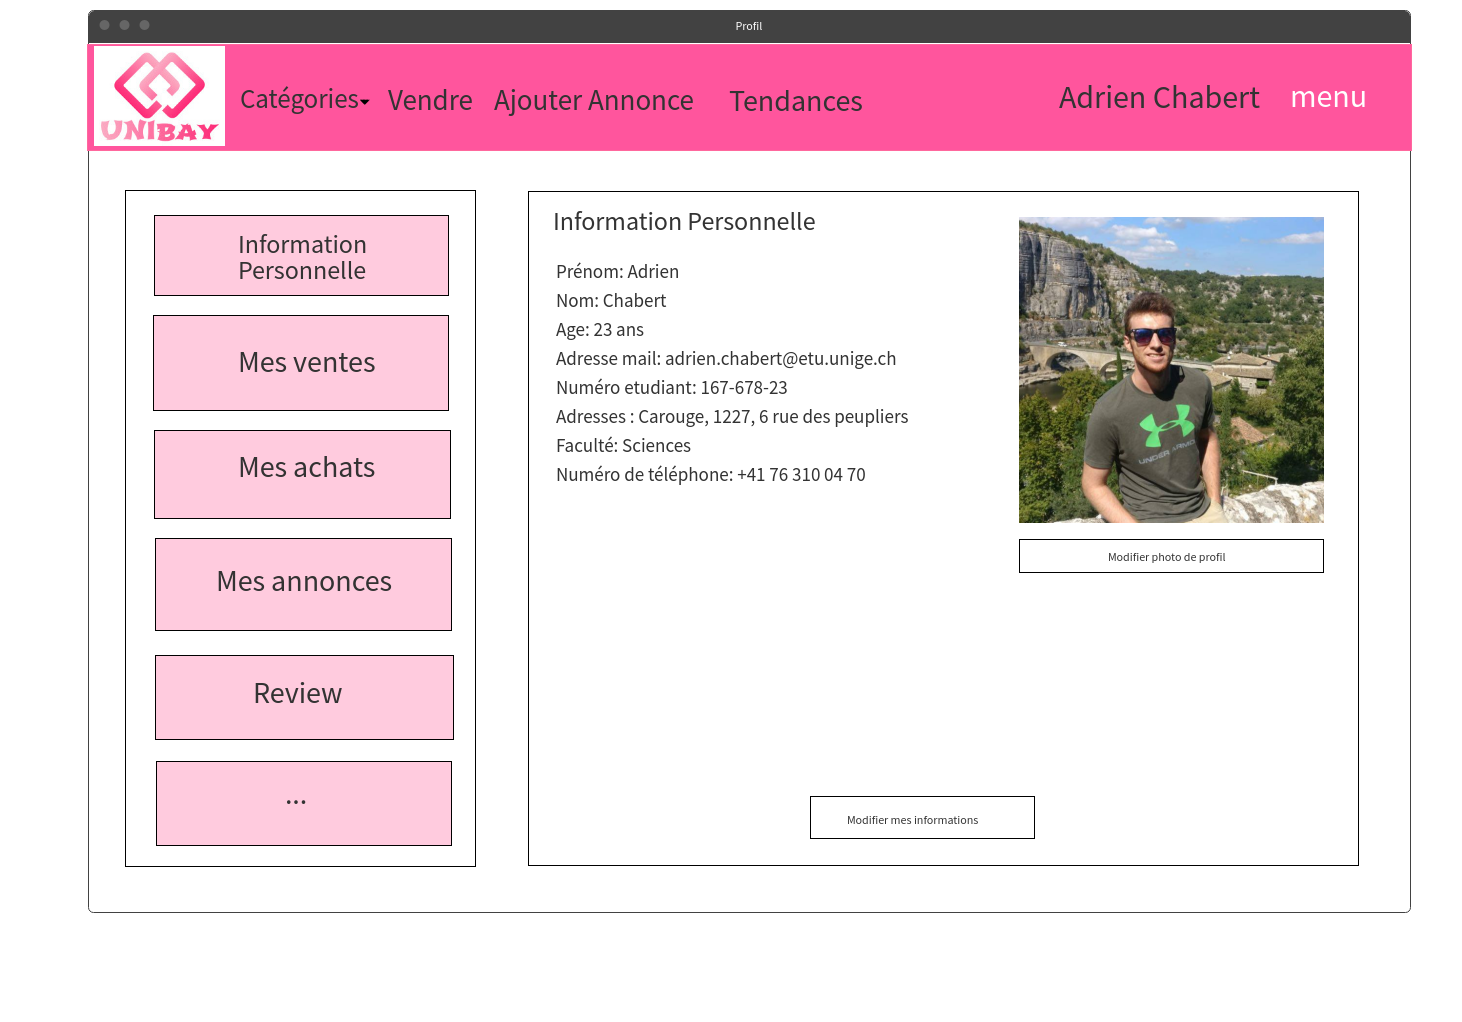 Profil
UNIBAY
Catégories
Vendre
Ajouter Annonce
Tendances
Adrien Chabert
menu
Information
Personnelle
Mes ventes
Mes achats
Mes annonces
Review
...
Information Personnelle
Prénom: Adrien
Nom: Chabert
Age: 23 ans
Adresse mail: adrien.chabert@etu.unige.ch
Numéro etudiant: 167-678-23
Adresses : Carouge, 1227, 6 rue des peupliers
Faculté: Sciences
Numéro de téléphone: +41 76 310 04 70
UNDER ARMO
Modifier photo de profil
Modifier mes informations